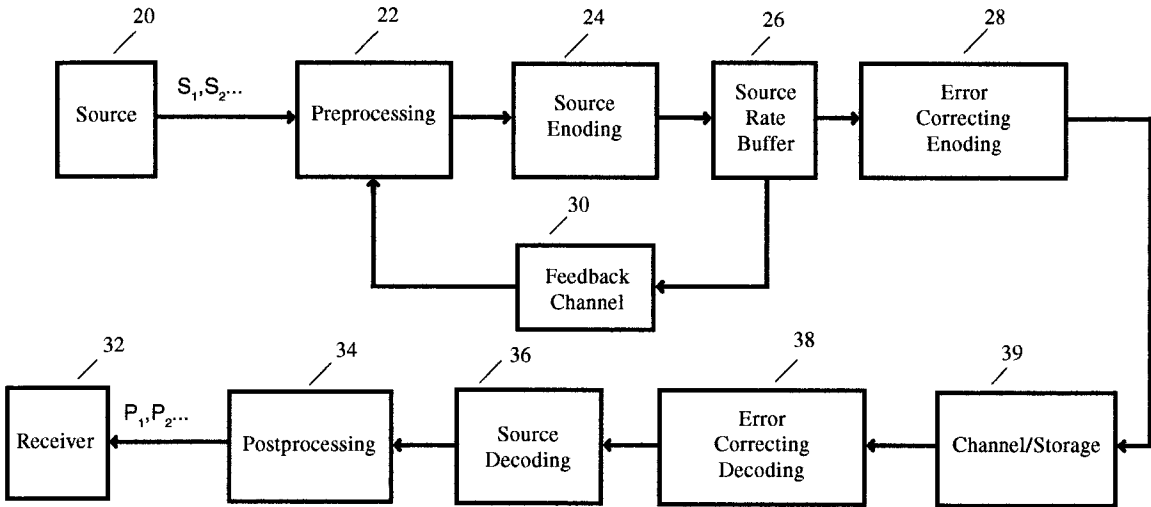 20
22
24
26
28
Source
S1,S2...
Preprocessing
Source
Enoding
Source
Rate
Buffer
Error
Correcting
Enoding
30
Feedback
Channel
32
34
36
38
39
Receiver
P1,P2...
Postprocessing
Source
Decoding
Error
Correcting
Decoding
Channel/Storage